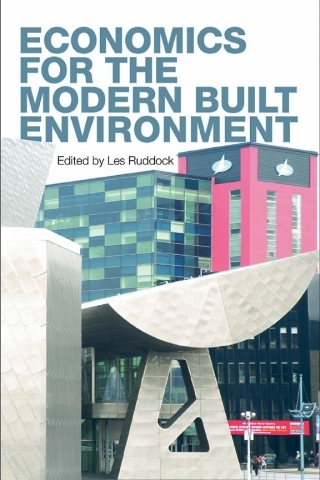 ECONOMICS
FOR THE
MODERN BUILT
ENVIRONMENT
Edited by Les Ruddock